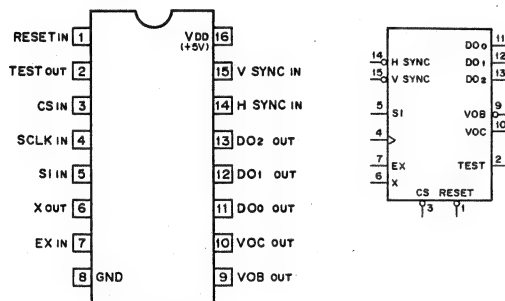 RESET IN 1
TEST OUT 2
CS IN 3
SCLK IN 4
SI IN 5
X OUT 6
EX IN 7
8 GND
VDD 16
(+5V)
15 V SYNC IN
14 H SYNC IN
13 DO2 OUT
12 DO1 OUT
11 DO0 OUT
10 VOC OUT
9 VOB OUT
14 H SYNC
15 V SYNC
5 SI
4
7 EX
6 X
DO0 11
DO1 12
DO2 13
VOB 9
VOC 10
TEST 2
CS RESET
3 1